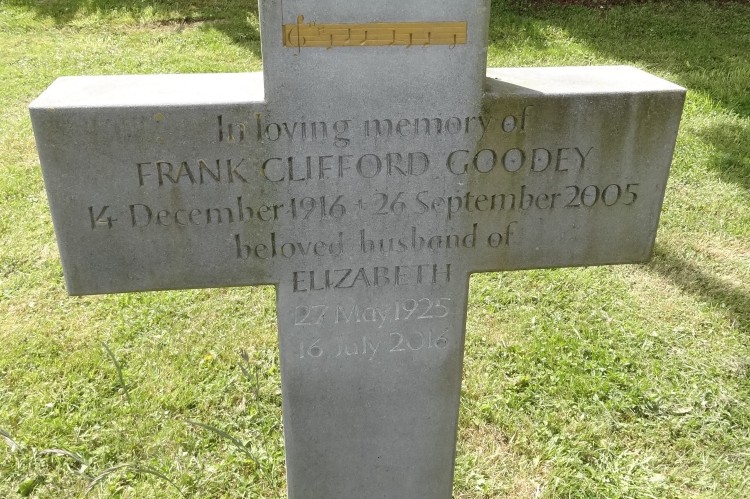 In loving memory of
FRANK CLIFFORD GOODEY
14 December 1916 + 26 September 2005
beloved husband of
ELIZABETH
27 May 1925
16 July 2016